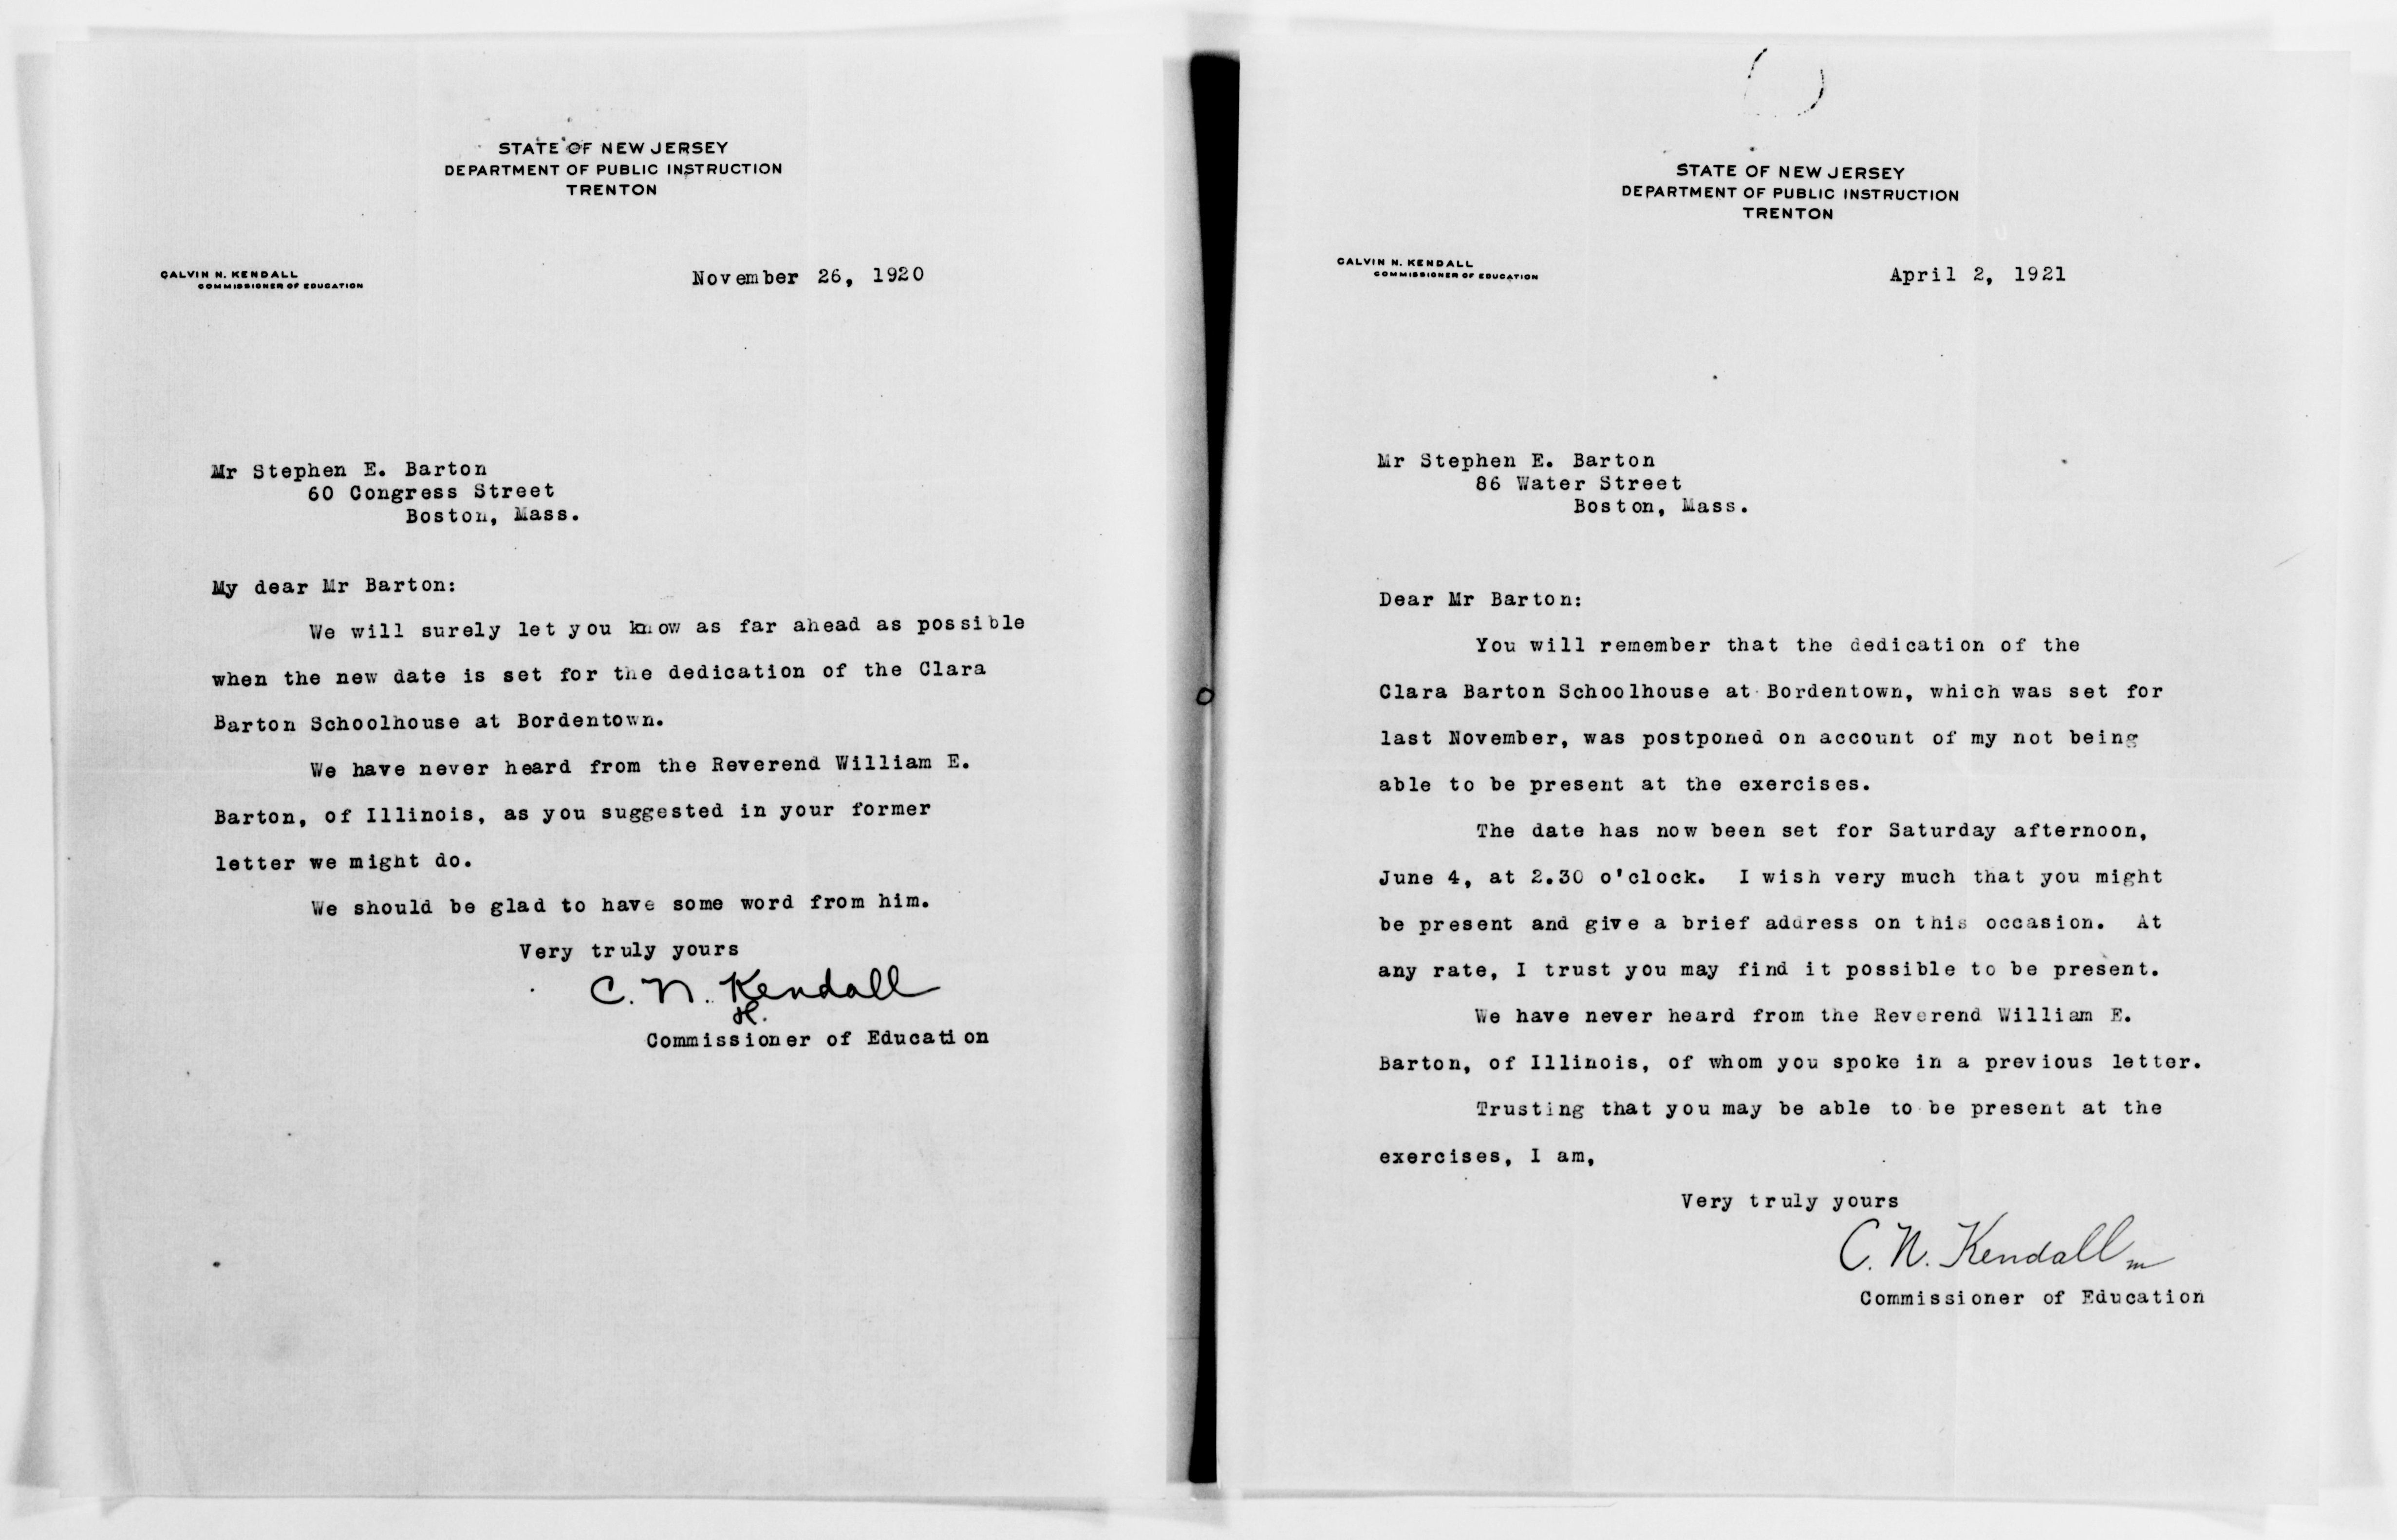 STATE OF NEW JERSEY
DEPARTMENT OF PUBLIC INSTRUCTION
TRENTON
CALVIN N. KENDALL
COMMISSIONER OF EDUCATION
November 26, 1920
Mr Stephen E. Barton
60 Congress Street
Boston, Mass.
My dear Mr Barton:
We will surely let you know as far ahead as possible
when the new date is set for the dedication of the Clara
Barton Schoolhouse at Bordentown.
We have never heard from the Reverend William E.
Barton, of Illinois, as you suggested in your former
letter we might do.
We should be glad to have some word from him.
Very truly yours
C. N. Kendall
H.
Commissioner of Education
STATE OF NEW JERSEY
DEPARTMENT OF PUBLIC INSTRUCTION
TRENTON
CALVIN N. KENDALL
COMMISSIONER OF EDUCATION
April 2, 1921
Mr Stephen E. Barton
86 Water Street
Boston, Mass.
Dear Mr Barton:
You will remember that the dedication of the
Clara Barton Schoolhouse at Bordentown, which was set for
last November, was postponed on account of my not being
able to be present at the exercises.
The date has now been set for Saturday afternoon,
June 4, at 2.30 o'clock. I wish very much that you might
be present and give a brief address on this occasion. At
any rate, I trust you may find it possible to be present.
We have never heard from the Reverend William E.
Barton, of Illinois, of whom you spoke in a previous letter.
Trusting that you may be able to be present at the
exercises, I am,
Very truly yours
C. N. Kendall m
Commissioner of Education